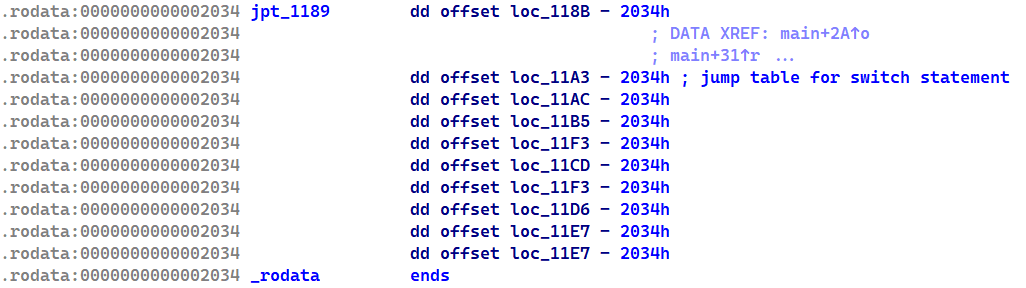 .rodata:0000000000002034 jpt_1189        dd offset loc_118B - 2034h
.rodata:0000000000002034                                         ; DATA XREF: main+2A↑o
.rodata:0000000000002034                                         ; main+31↑r ...
.rodata:0000000000002034                 dd offset loc_11A3 - 2034h ; jump table for switch statement
.rodata:0000000000002034                 dd offset loc_11AC - 2034h
.rodata:0000000000002034                 dd offset loc_11B5 - 2034h
.rodata:0000000000002034                 dd offset loc_11F3 - 2034h
.rodata:0000000000002034                 dd offset loc_11CD - 2034h
.rodata:0000000000002034                 dd offset loc_11F3 - 2034h
.rodata:0000000000002034                 dd offset loc_11D6 - 2034h
.rodata:0000000000002034                 dd offset loc_11E7 - 2034h
.rodata:0000000000002034                 dd offset loc_11E7 - 2034h
.rodata:0000000000002034 _rodata         ends